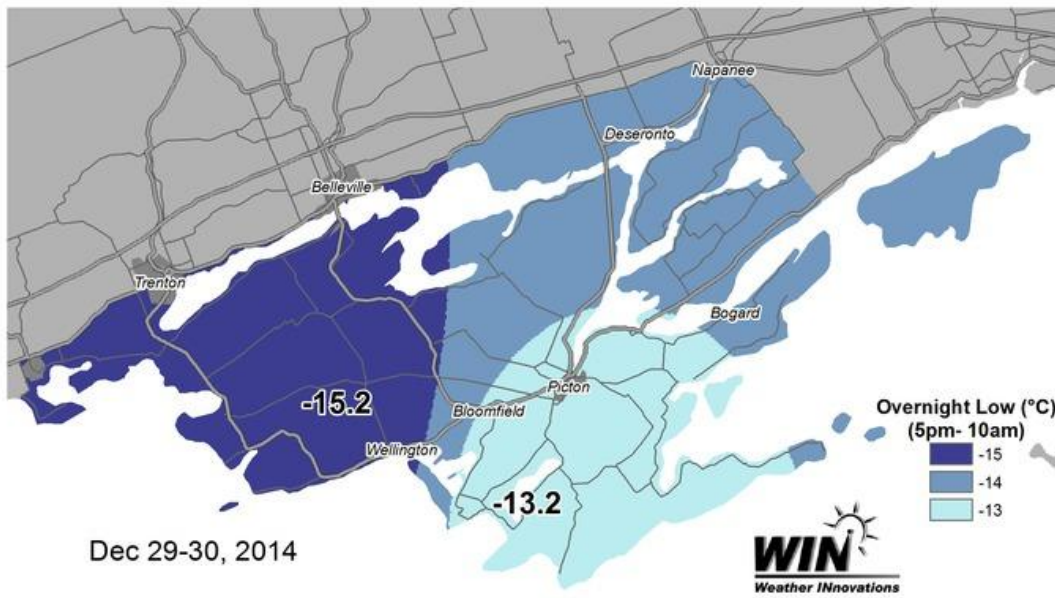 Napanee
Deseronto
Belleville
Trenton
Bogard
Picton
-15.2
Bloomfield
Wellington
-13.2
Overnight Low (°C)
(5pm- 10am)
-15
-14
-13
Dec 29-30, 2014
WIN
Weather INnovations